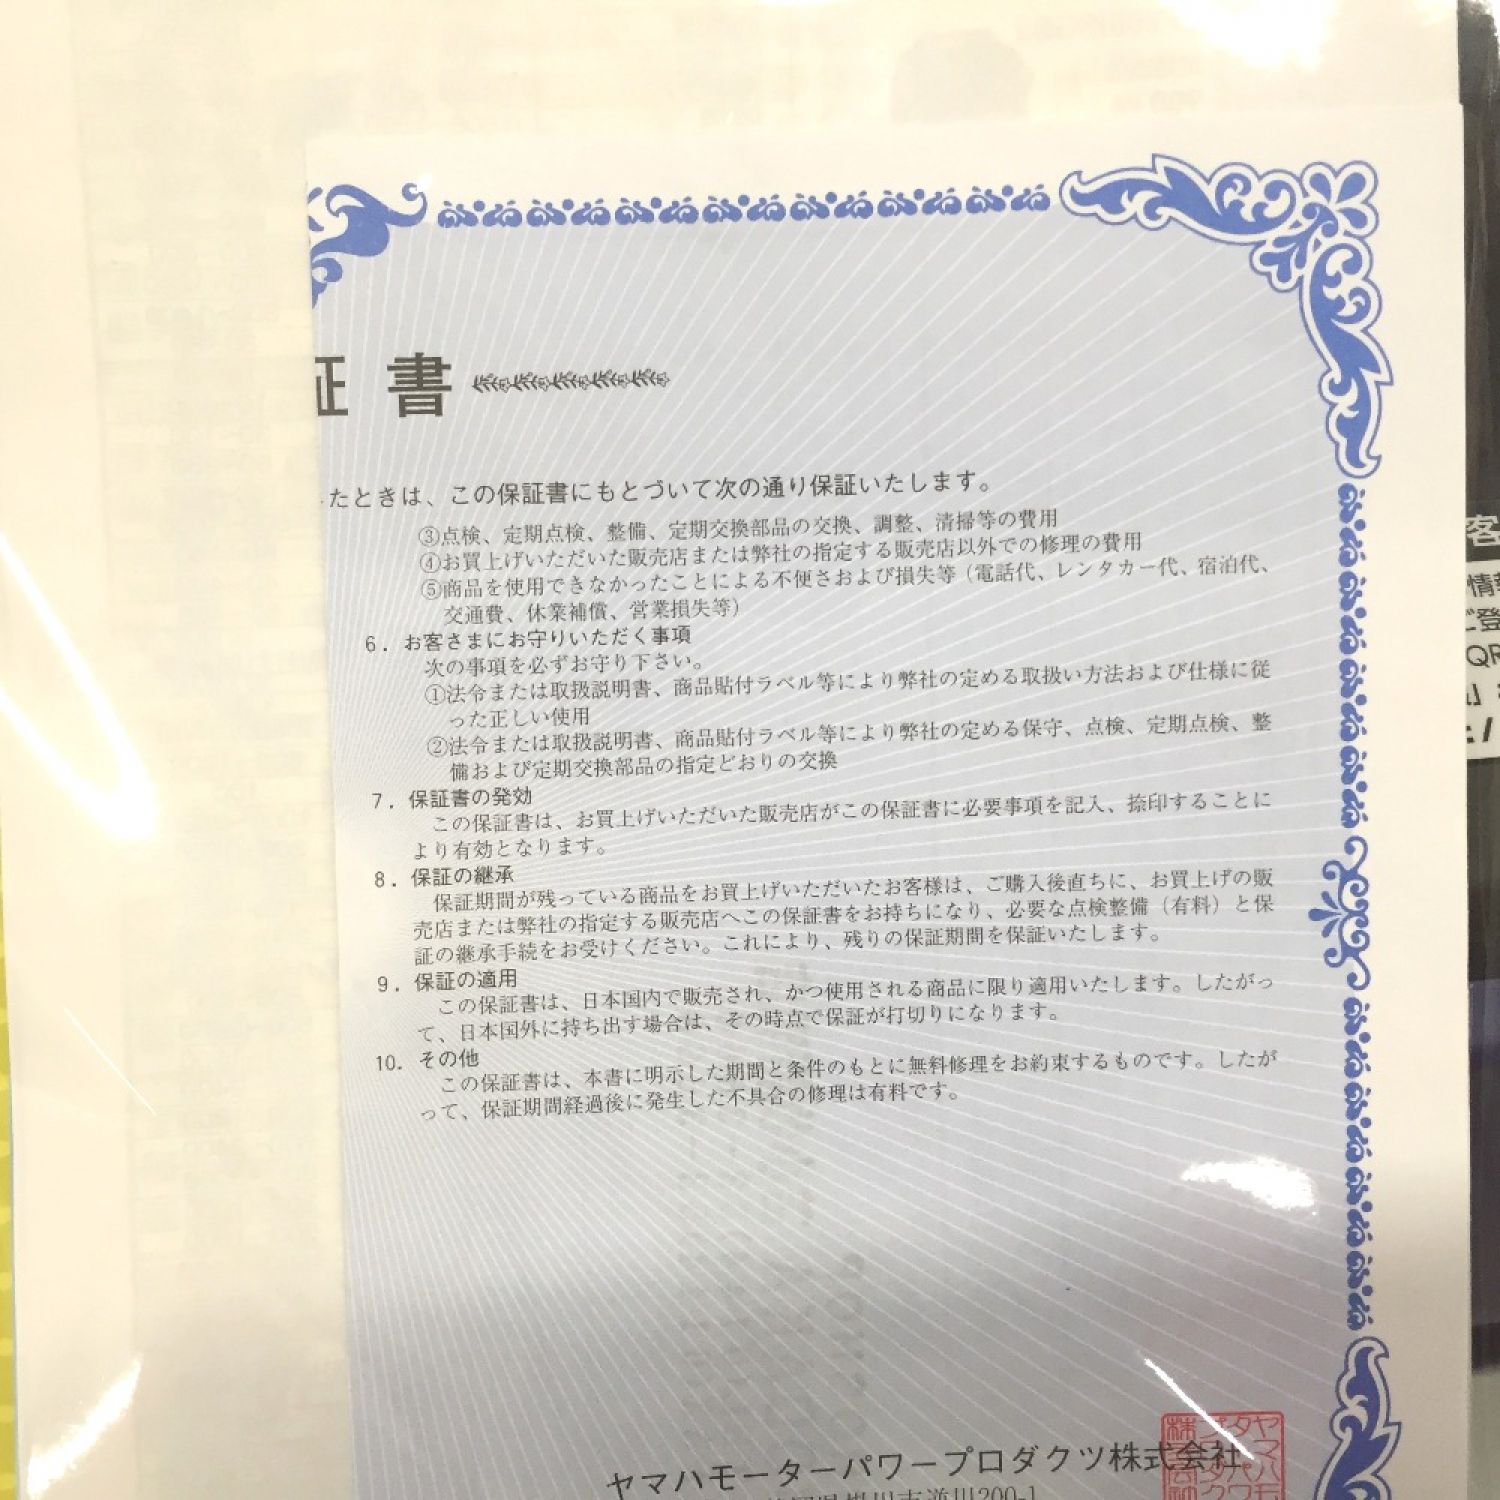 証 書
たときは、この保証書にもとづいて次の通り保証いたします。
③点検、定期点検、整備、定期交換部品の交換、調整、清掃等の費用
④お買上げいただいた販売店または弊社の指定する販売店以外での修理の費用
⑤商品を使用できなかったことによる不便さおよび損失等（電話代、レンタカー代、宿泊代、
交通費、休業補償、営業損失等）
6．お客さまにお守りいただく事項
次の事項を必ずお守り下さい。
①法令または取扱説明書、商品貼付ラベル等により弊社の定める取扱い方法および仕様に従
った正しい使用
②法令または取扱説明書、商品貼付ラベル等により弊社の定める保守、点検、定期点検、整
備および定期交換部品の指定どおりの交換
7．保証書の発効
この保証書は、お買上げいただいた販売店がこの保証書に必要事項を記入、捺印することに
より有効となります。
8．保証の継承
保証期間が残っている商品をお買上げいただいたお客様は、ご購入後直ちに、お買上げの販
売店または弊社の指定する販売店へこの保証書をお持ちになり、必要な点検整備（有料）と保
証の継承手続をお受けください。これにより、残りの保証期間を保証いたします。
9．保証の適用
この保証書は、日本国内で販売され、かつ使用される商品に限り適用いたします。したがっ
て、日本国外に持ち出す場合は、その時点で保証が打切りになります。
10．その他
この保証書は、本書に明示した期間と条件のもとに無料修理をお約束するものです。したが
って、保証期間経過後に発生した不具合の修理は有料です。
ヤマハモーターパワープロダクツ株式会社
200-1
客
情報
ご登
QR